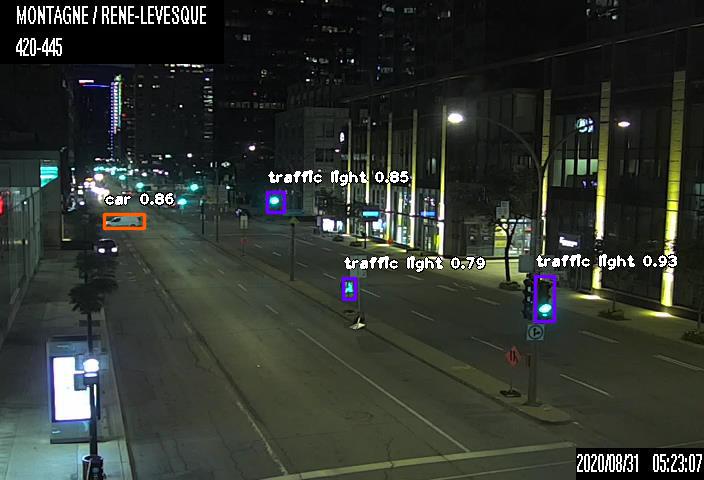 MONTAGNE / RENE-LEVESQUE
420-445
traffic light 0.85
car 0.86
traffic light 0.79
traffic light 0.93
2020/08/31 05:23:07